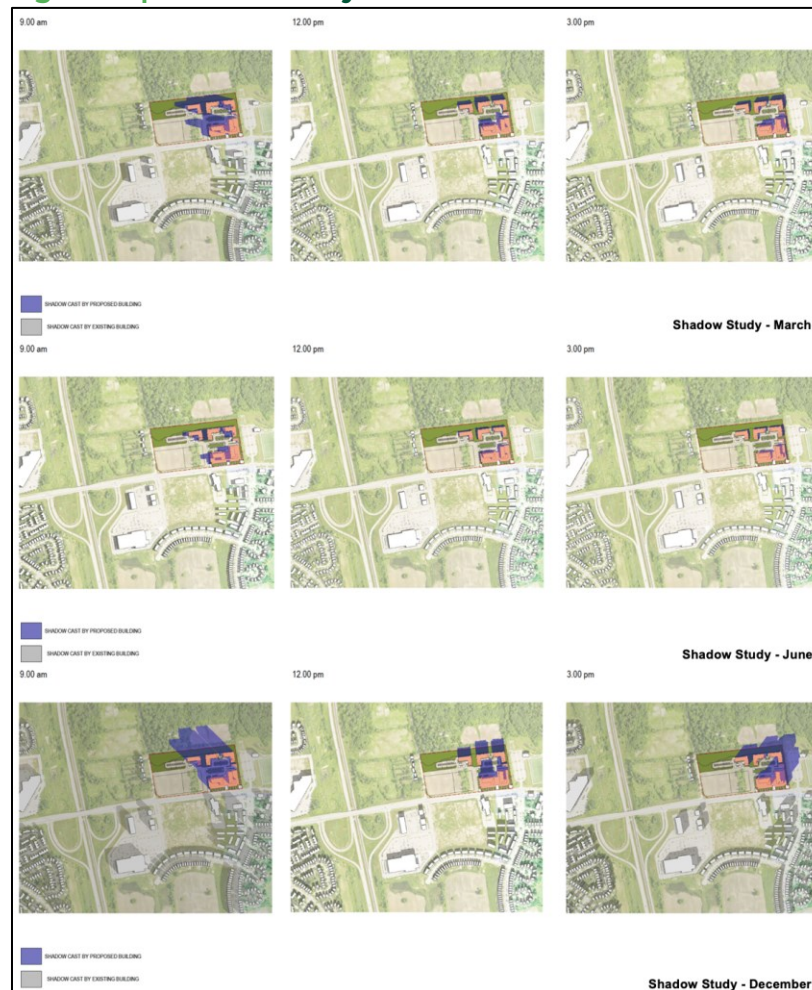 9.00 am
12.00 pm
3.00 pm
SHADOW CAST BY PROPOSED BUILDING
SHADOW CAST BY EXISTING BUILDING
Shadow Study - March
9.00 am
12.00 pm
3.00 pm
SHADOW CAST BY PROPOSED BUILDING
SHADOW CAST BY EXISTING BUILDING
Shadow Study - June
9.00 am
12.00 pm
3.00 pm
SHADOW CAST BY PROPOSED BUILDING
SHADOW CAST BY EXISTING BUILDING
Shadow Study - December